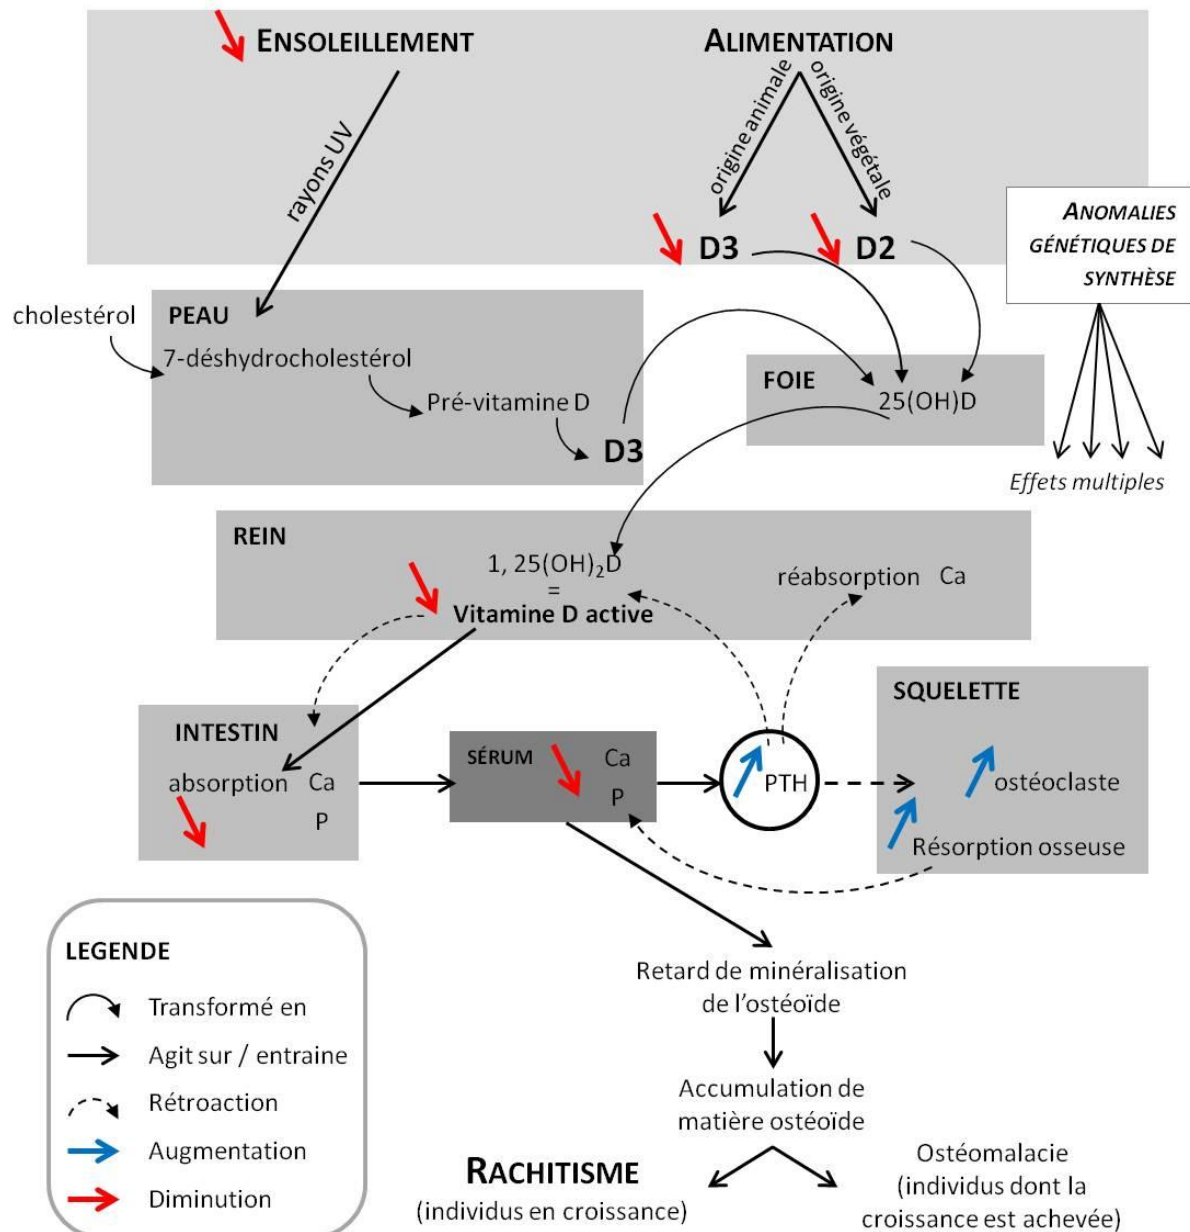 ENSOLEILLEMENT
ALIMENTATION
rayons UV
origine animale
origine végétale
D3
D2
ANOMALIES
GÉNÉTIQUES DE
SYNTHÈSE
Effets multiples
cholestérol
PEAU
7-déshydrocholestérol
Pré-vitamine D
D3
FOIE
25(OH)D
REIN
1, 25(OH)₂D
=
Vitamine D active
réabsorption Ca
INTESTIN
absorption Ca
P
SÉRUM
Ca
P
PTH
SQUELETTE
ostéoclaste
Résorption osseuse
Retard de minéralisation
de l'ostéoïde
Accumulation de
matière ostéoïde
RACHITISME
(individus en croissance)
Ostéomalacie
(individus dont la
croissance est achevée)
LEGENDE
Transformé en
Agit sur / entraine
Rétroaction
Augmentation
Diminution